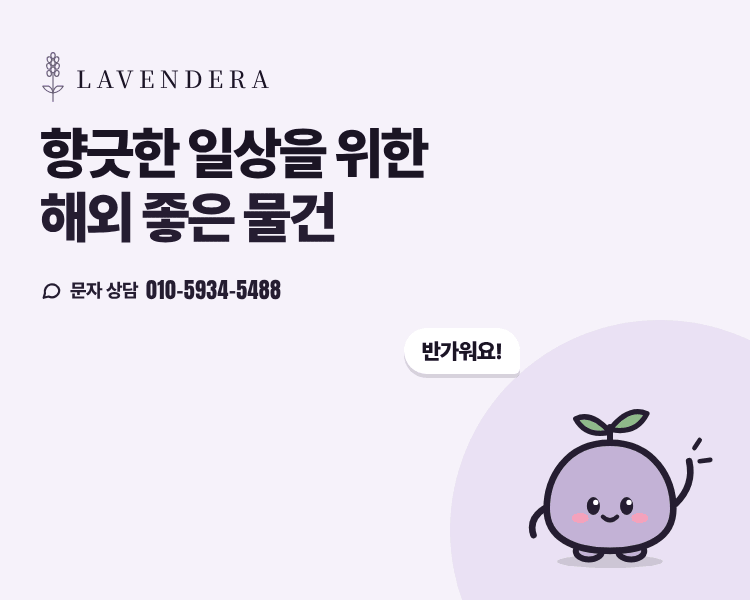 LAVENDERA
향긋한 일상을 위한
해외 좋은 물건
문자 상담 010-5934-5488
반가워요!